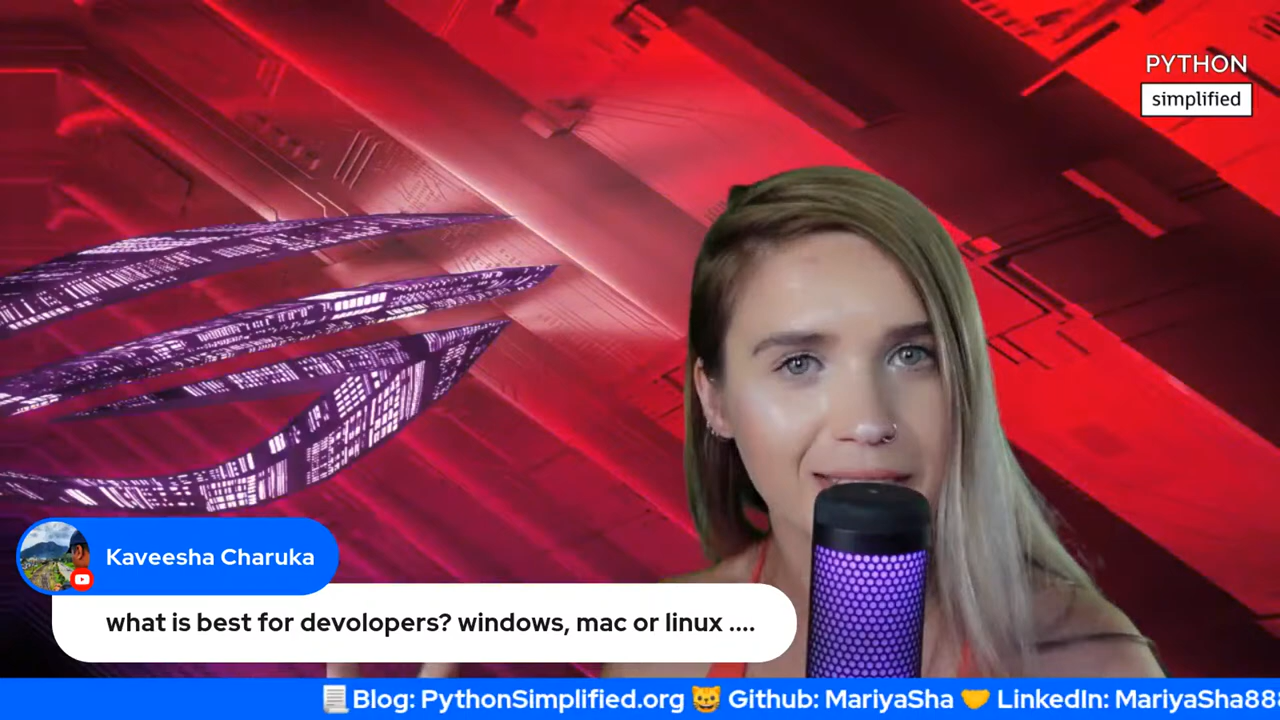 PYTHON
simplified
Kaveesha Charuka
what is best for devolopers? windows, mac or linux ....
Blog: PythonSimplified.org 😺 Github: MariyaSha 🤝 LinkedIn: MariyaSha88